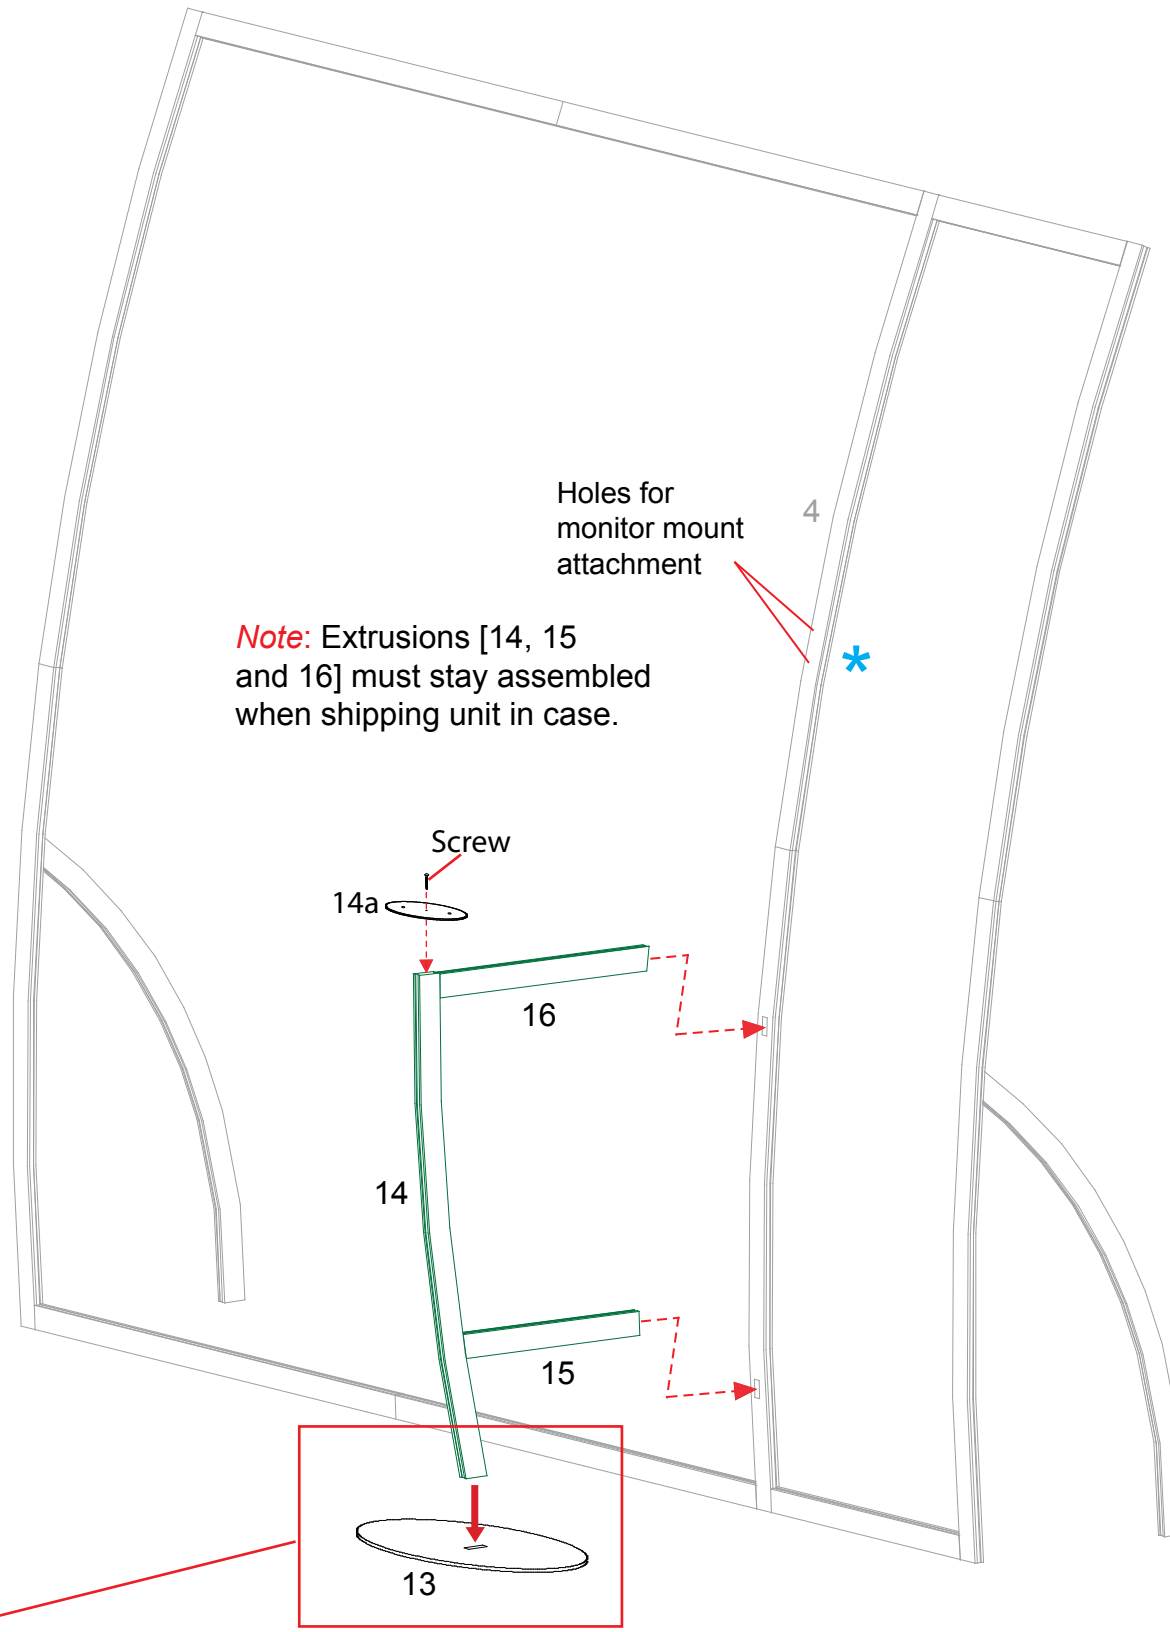 Holes for
monitor mount
attachment
4
*
Note: Extrusions [14, 15
and 16] must stay assembled
when shipping unit in case.
Screw
14a
16
14
15
13